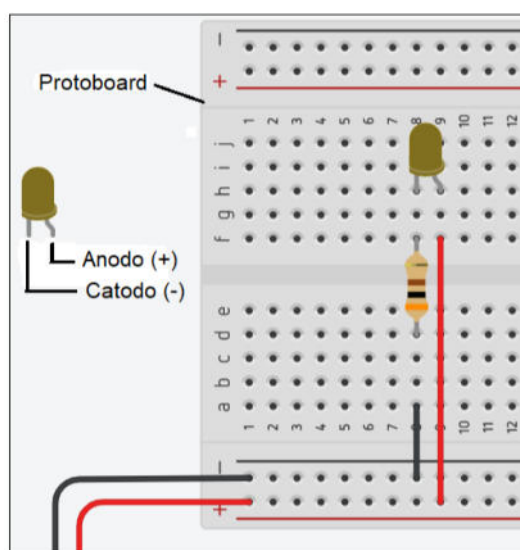 − 
+
Protoboard
1 2 3 4 5 6 7 8 9 10 11 12
j
i
h
g
f
Anodo (+)
Catodo (-)
e
d
c
b
a
1 2 3 4 5 6 7 8 9 10 11 12
−
+